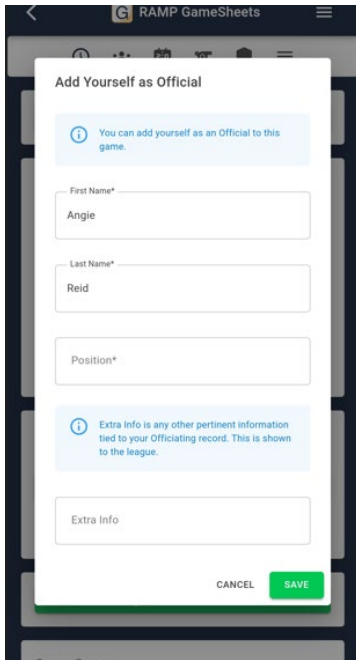 RAMP GameSheets
Add Yourself as Official
You can add yourself as an Official to this
game.
First Name*
Angie
Last Name*
Reid
Position*
Extra Info is any other pertinent information
tied to your Officiating record. This is shown
to the league.
Extra Info
CANCEL SAVE